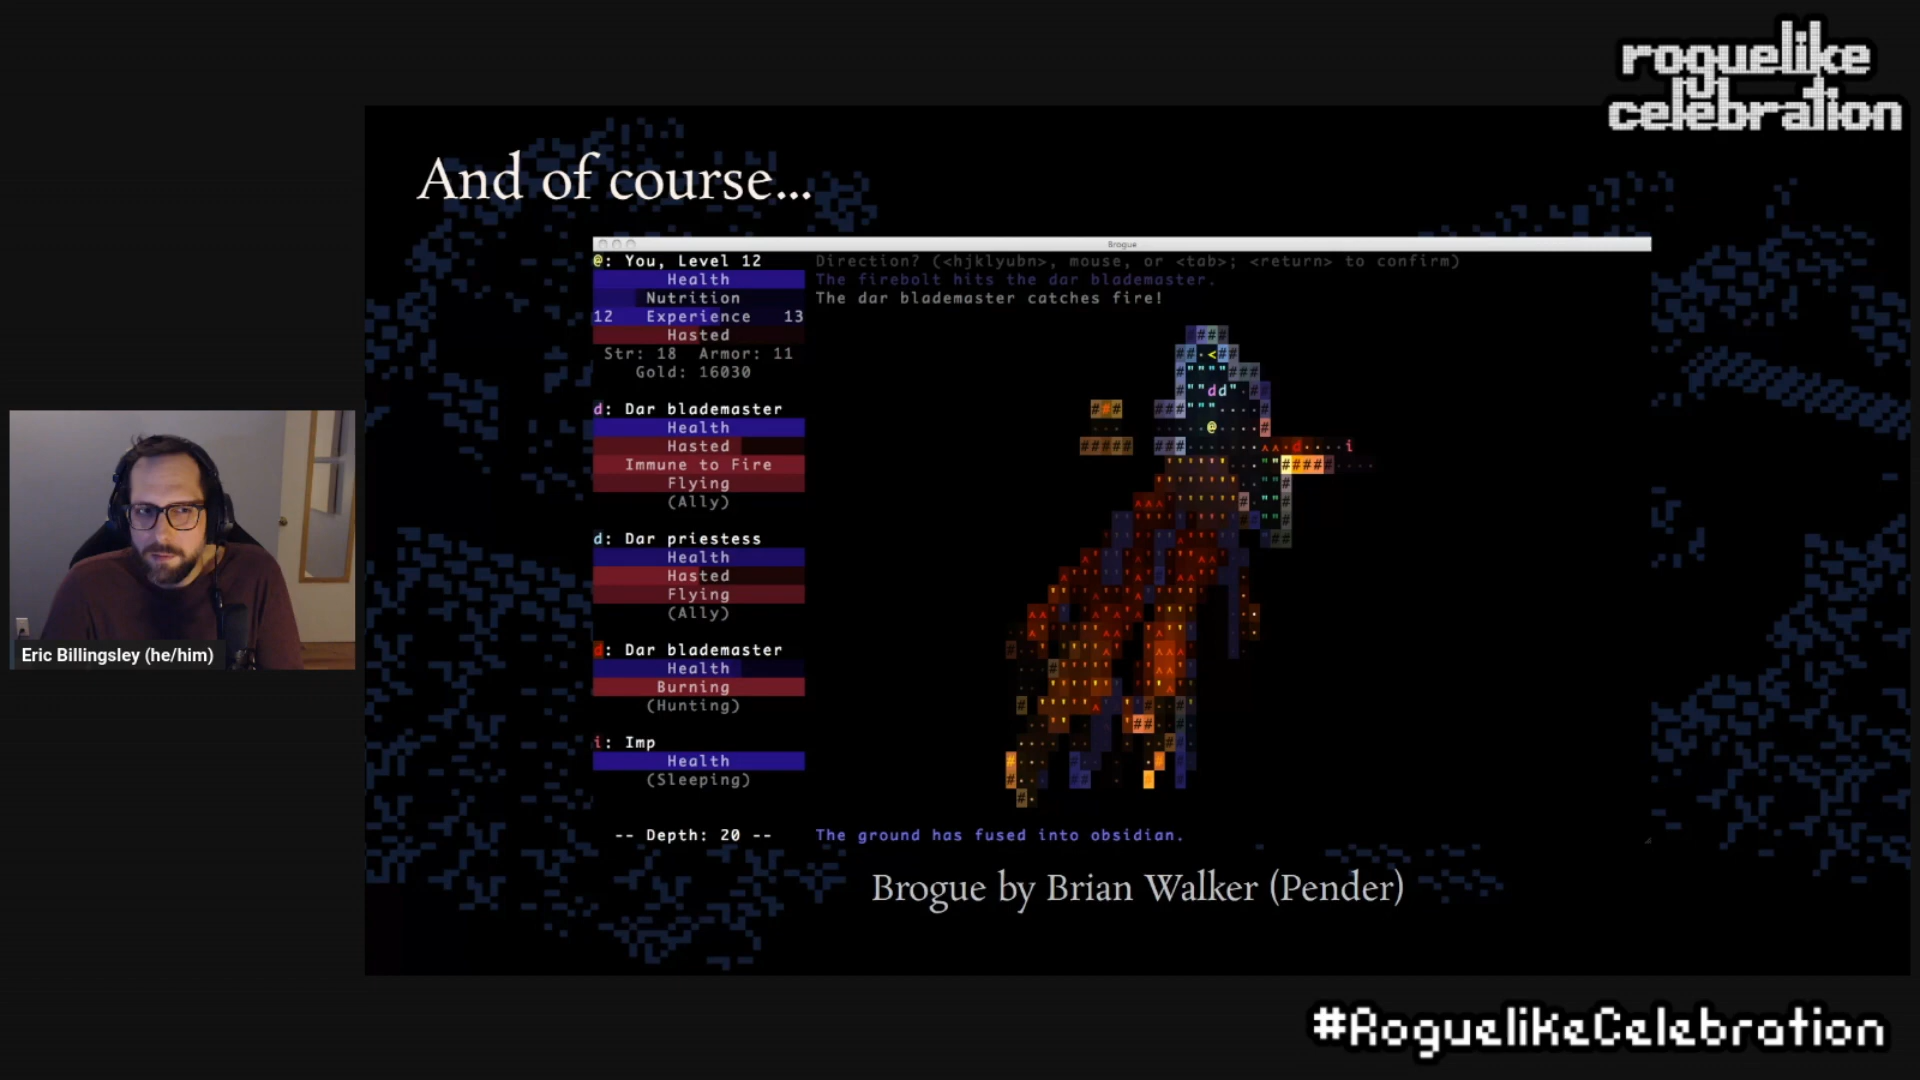 roguelike
celebration
And of course...
Brogue
@: You, Level 12
Health
Nutrition
12 Experience 13
Hasted
Str: 18 Armor: 11
Gold: 16030
d: Dar blademaster
Health
Hasted
Immune to Fire
Flying
(Ally)
d: Dar priestess
Health
Hasted
Flying
(Ally)
d: Dar blademaster
Health
Burning
(Hunting)
i: Imp
Health
(Sleeping)
-- Depth: 20 --
Direction? (<hjklyubn>, mouse, or <tab>; <return> to confirm)
The firebolt hits the dar blademaster.
The dar blademaster catches fire!
The ground has fused into obsidian.
Brogue by Brian Walker (Pender)
Eric Billingsley (he/him)
#RoguelikeCelebration